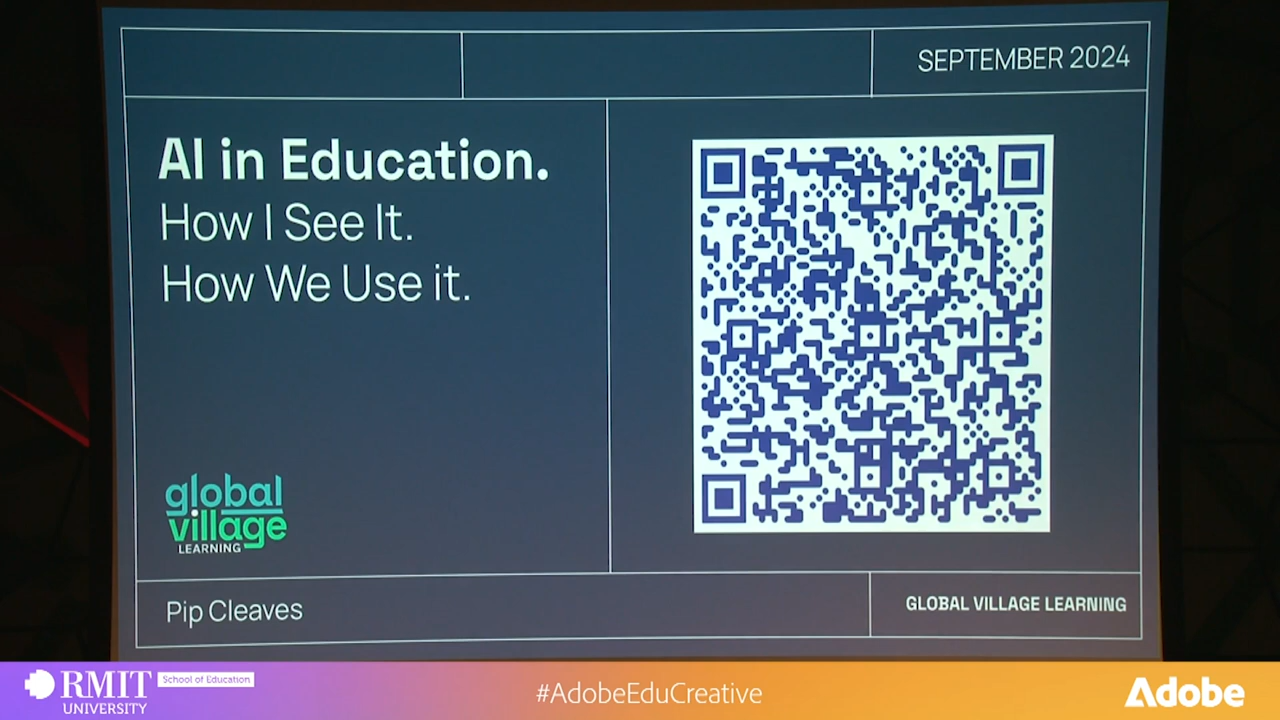 SEPTEMBER 2024
AI in Education.
How I See It.
How We Use it.
global
village
LEARNING
Pip Cleaves
GLOBAL VILLAGE LEARNING
RMIT
UNIVERSITY
School of Education
#AdobeEduCreative
Adobe